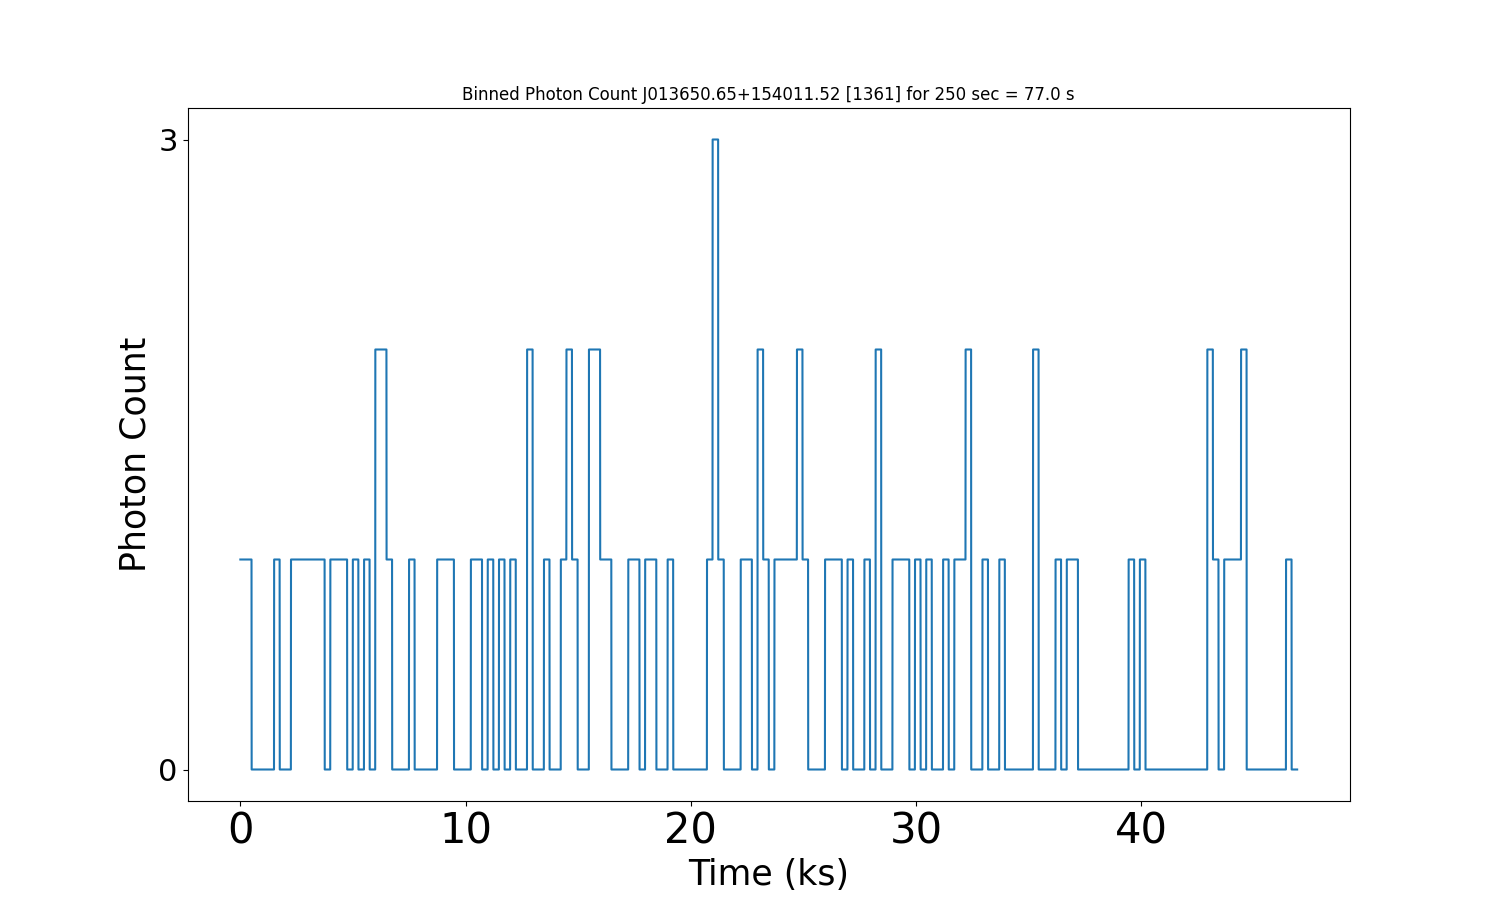 Binned Photon Count J013650.65+154011.52 [1361] for 250 sec = 77.0 s
3
0
Photon Count
0 10 20 30 40
Time (ks)